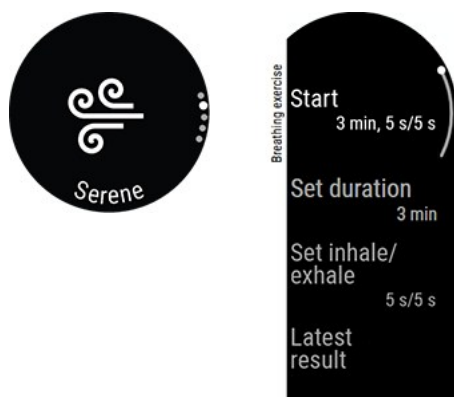 Serene
Breathing exercise
Start
3 min, 5 s/5 s
Set duration
3 min
Set inhale/
exhale
5 s/5 s
Latest
result